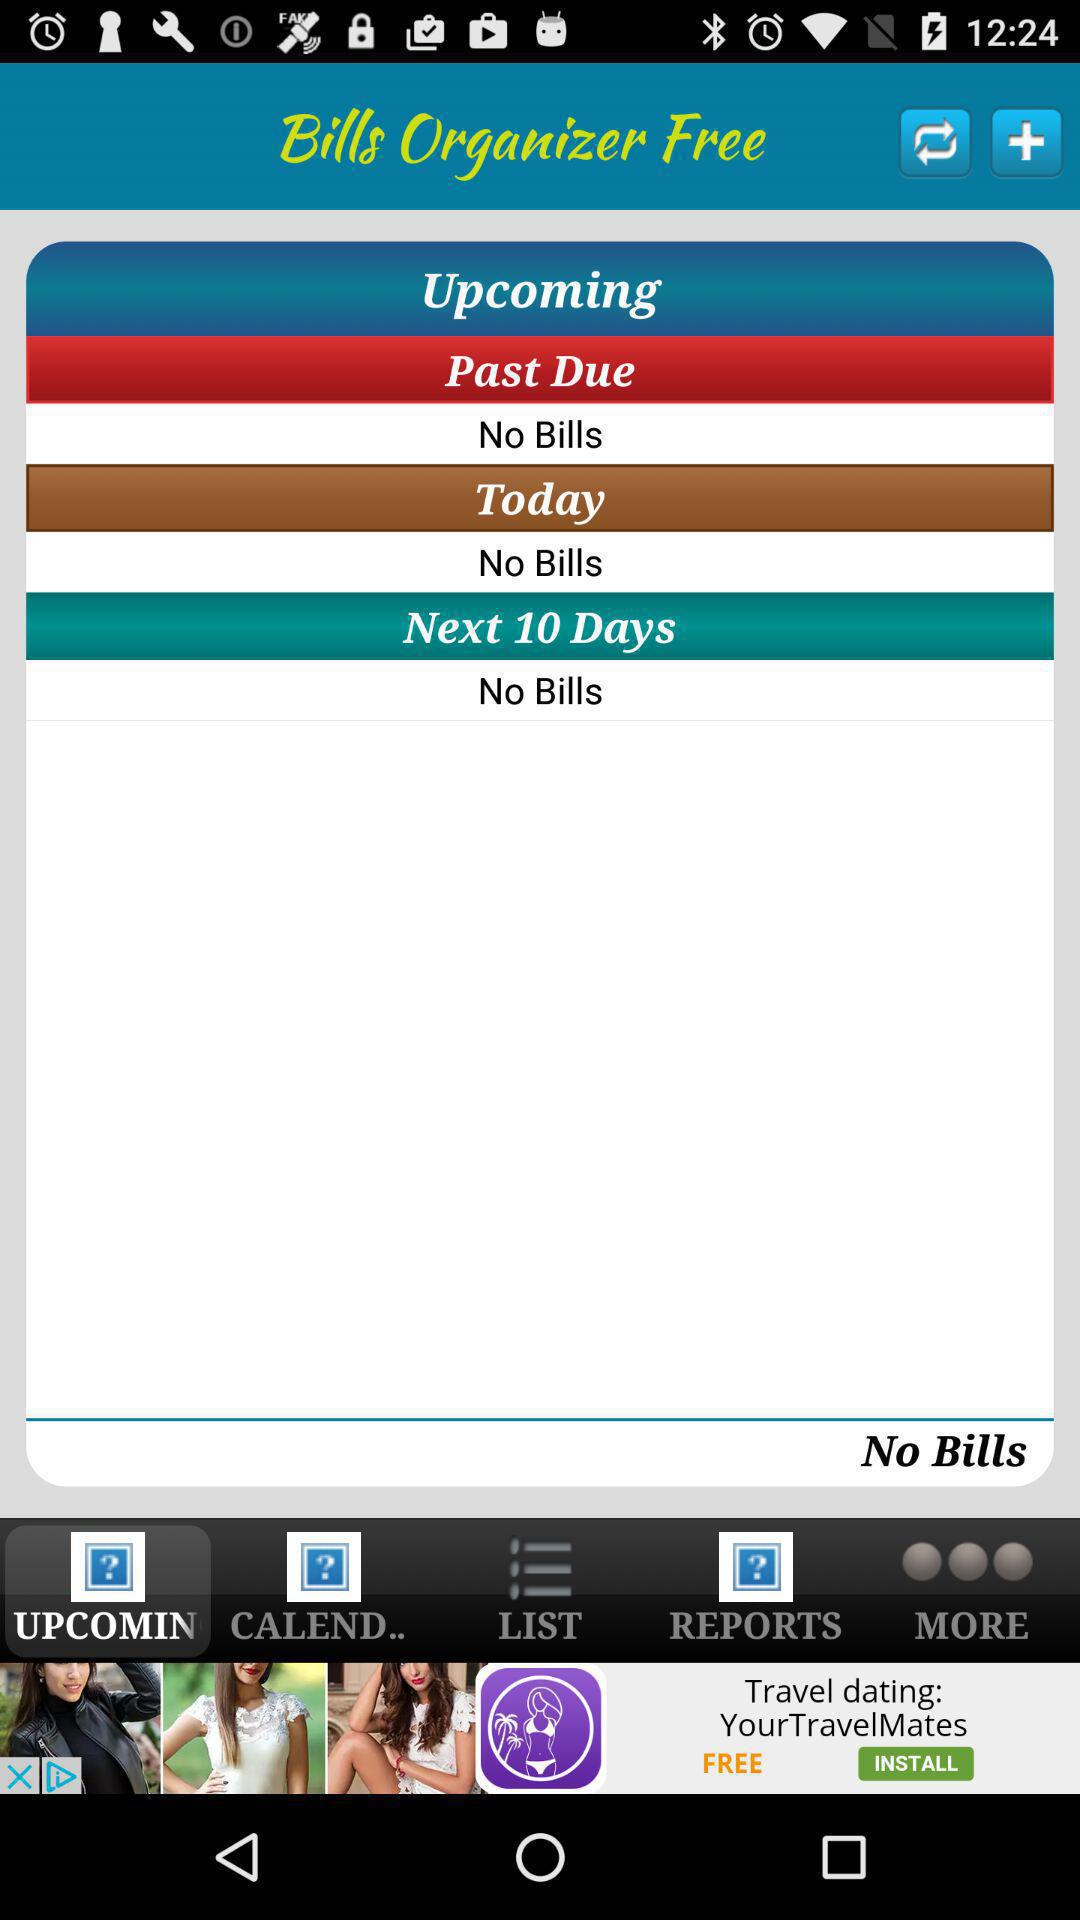 FAKE
12:24
Bills Organizer Free
Upcoming
Past Due
No Bills
Today
No Bills
Next 10 Days
No Bills
No Bills
UPCOMIN
CALEND..
LIST
REPORTS
MORE
Travel dating:
YourTravelMates
FREE
INSTALL